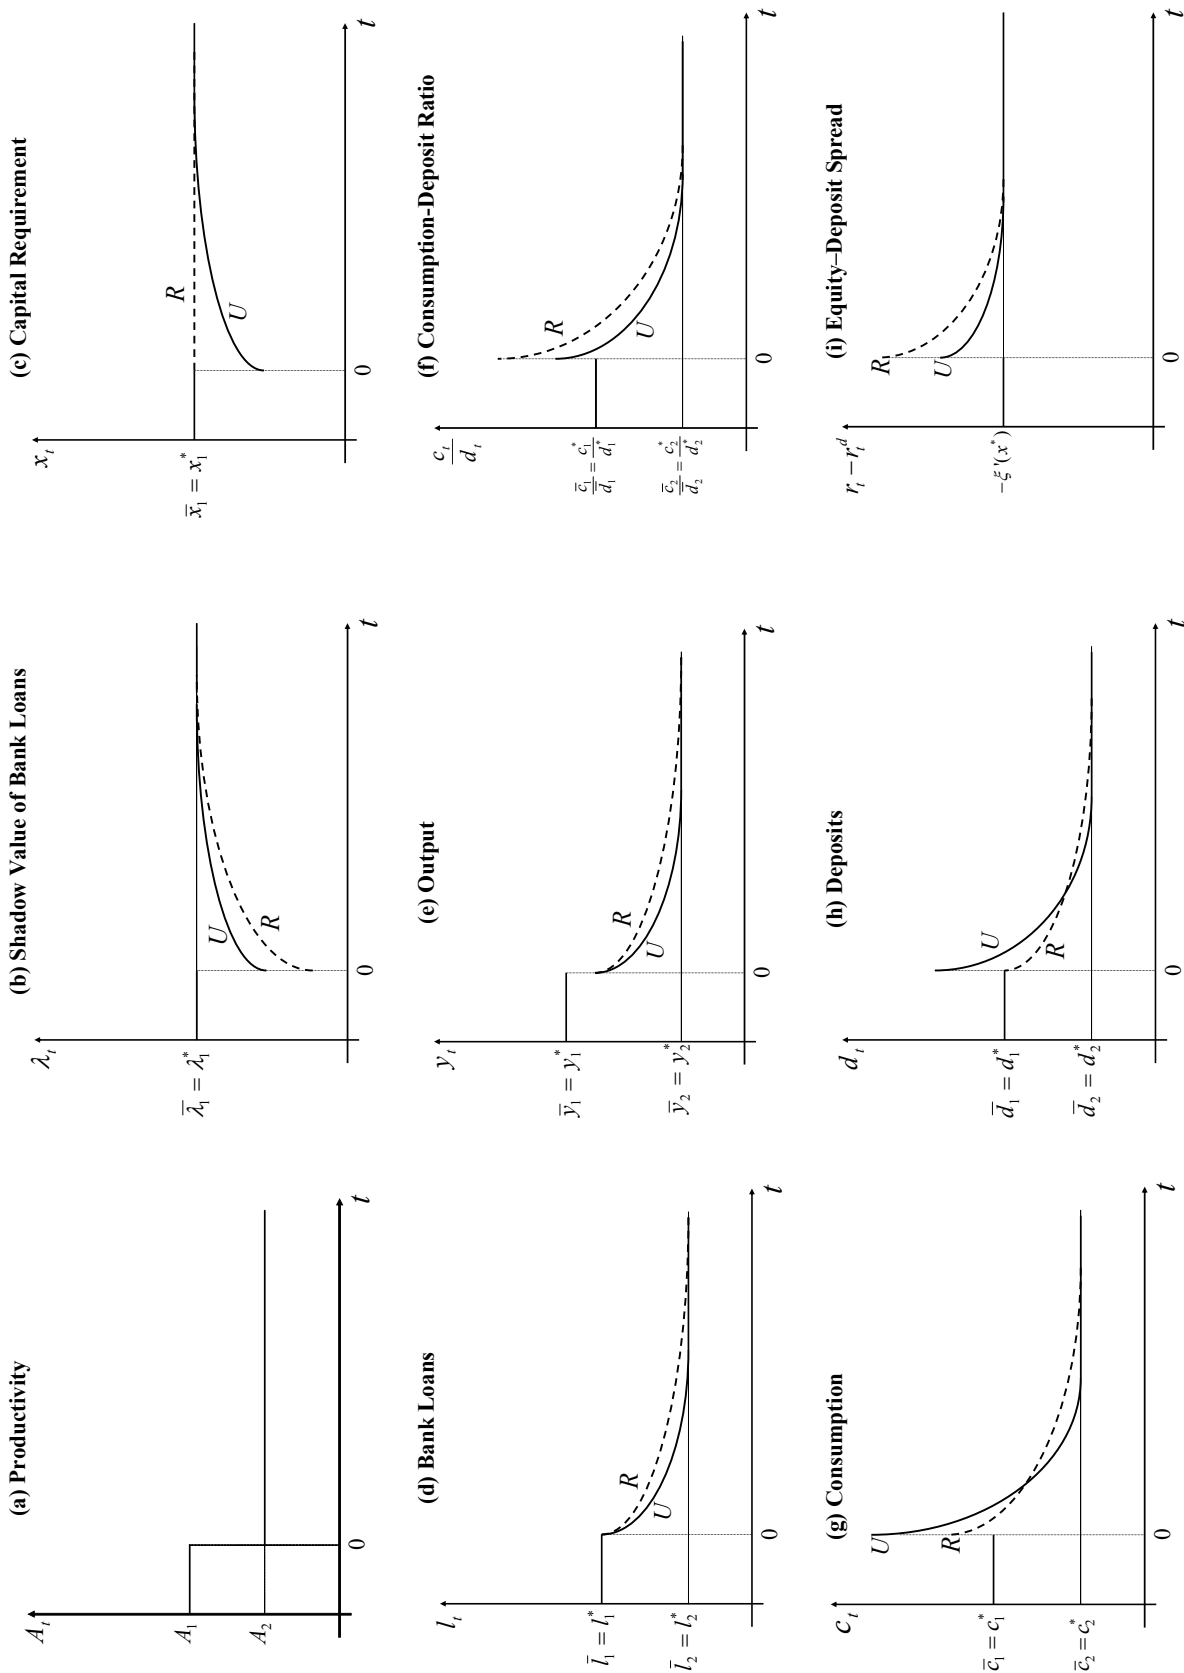 (a) Productivity
A_t
A_1
A_2
0
t
(b) Shadow Value of Bank Loans
λ_t
λ̄_1 = λ_1^*
U
R
0
t
(c) Capital Requirement
x_t
x̄_1 = x_1^*
R
U
0
t
(d) Bank Loans
l_t
l̄_1 = l_1^*
l̄_2 = l_2^*
R
U
0
t
(e) Output
y_t
ȳ_1 = y_1^*
ȳ_2 = y_2^*
R
U
0
t
(f) Consumption-Deposit Ratio
c_t / d_t
c̄_1 / d̄_1 = c_1^* / d_1^*
c̄_2 / d̄_2 = c_2^* / d_2^*
R
U
0
t
(g) Consumption
c_t
U
R
c̄_1 = c_1^*
c̄_2 = c_2^*
0
t
(h) Deposits
d_t
d̄_1 = d_1^*
d̄_2 = d_2^*
U
R
0
t
(i) Equity–Deposit Spread
r_t − r_t^d
R
U
−ξ'(x^*)
0
t